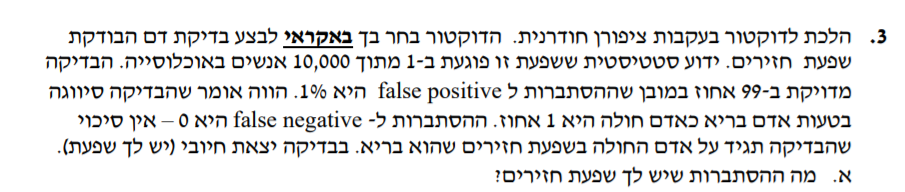 3. הלכת לדוקטור בעקבות ציפורן חודרנית. הדוקטור בחר בך באקראי לבצע בדיקת דם הבודקת
שפעת חזירים. ידוע סטטיסטית ששפעת זו פוגעת ב-1 מתוך 10,000 אנשים באוכלוסייה. הבדיקה
מדויקת ב-99 אחוז במובן שההסתברות ל false positive היא 1%. הווה אומר שהבדיקה סיווגה
בטעות אדם בריא כאדם חולה היא 1 אחוז. ההסתברות ל- false negative היא 0 – אין סיכוי
שהבדיקה תגיד על אדם החולה בשפעת חזירים שהוא בריא. בבדיקה יצאת חיובי (יש לך שפעת).
א. מה ההסתברות שיש לך שפעת חזירים?